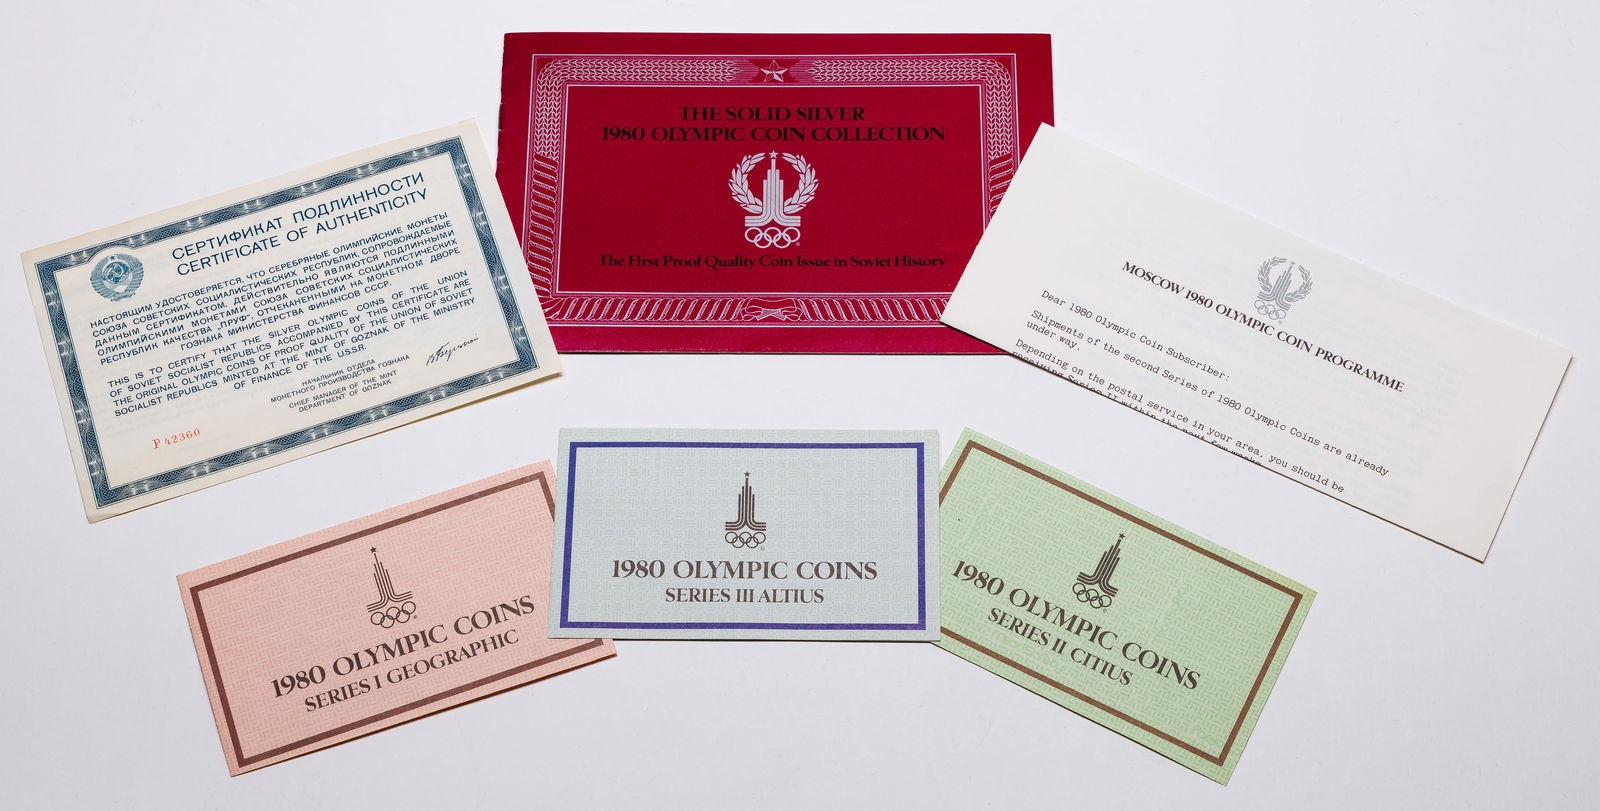 THE SOLID SILVER
1980 OLYMPIC COIN COLLECTION
The First Proof Quality Coin Issue in Soviet History
СЕРТИФИКАТ ПОДЛИННОСТИ
CERTIFICATE OF AUTHENTICITY
НАСТОЯЩИМ УДОСТОВЕРЯЕТСЯ, ЧТО СЕРЕБРЯНЫЕ ОЛИМПИЙСКИЕ МОНЕТЫ
СОЮЗА СОВЕТСКИХ СОЦИАЛИСТИЧЕСКИХ РЕСПУБЛИК, СОПРОВОЖДАЕМЫЕ
ДАННЫМ СЕРТИФИКАТОМ, ДЕЙСТВИТЕЛЬНО ЯВЛЯЮТСЯ ПОДЛИННЫМИ
ОЛИМПИЙСКИМИ МОНЕТАМИ СОЮЗА СОВЕТСКИХ СОЦИАЛИСТИЧЕСКИХ
РЕСПУБЛИК КАЧЕСТВА „ПРУФ", ОТЧЕКАНЕННЫМИ НА МОНЕТНОМ ДВОРЕ
ГОЗНАКА МИНИСТЕРСТВА ФИНАНСОВ СССР.
THIS IS TO CERTIFY THAT THE SILVER OLYMPIC COINS OF THE UNION
OF SOVIET SOCIALIST REPUBLICS ACCOMPANIED BY THIS CERTIFICATE ARE
THE ORIGINAL OLYMPIC COINS OF PROOF QUALITY OF THE UNION OF SOVIET
SOCIALIST REPUBLICS MINTED AT THE MINT OF GOZNAK OF THE MINISTRY
OF FINANCE OF THE U.S.S.R.
НАЧАЛЬНИК ОТДЕЛА
МОНЕТНОГО ПРОИЗВОДСТВА ГОЗНАКА
CHIEF MANAGER OF THE MINT
DEPARTMENT OF GOZNAK
P 42360
MOSCOW 1980 OLYMPIC COIN PROGRAMME
Dear 1980 Olympic Coin Subscriber:
Shipments of the second Series of 1980 Olympic Coins are already
under way.
Depending on the postal service in your area, you should be
receiving Series II within the next few weeks.
1980 OLYMPIC COINS
SERIES I GEOGRAPHIC
1980 OLYMPIC COINS
SERIES III ALTIUS
1980 OLYMPIC COINS
SERIES II CITIUS